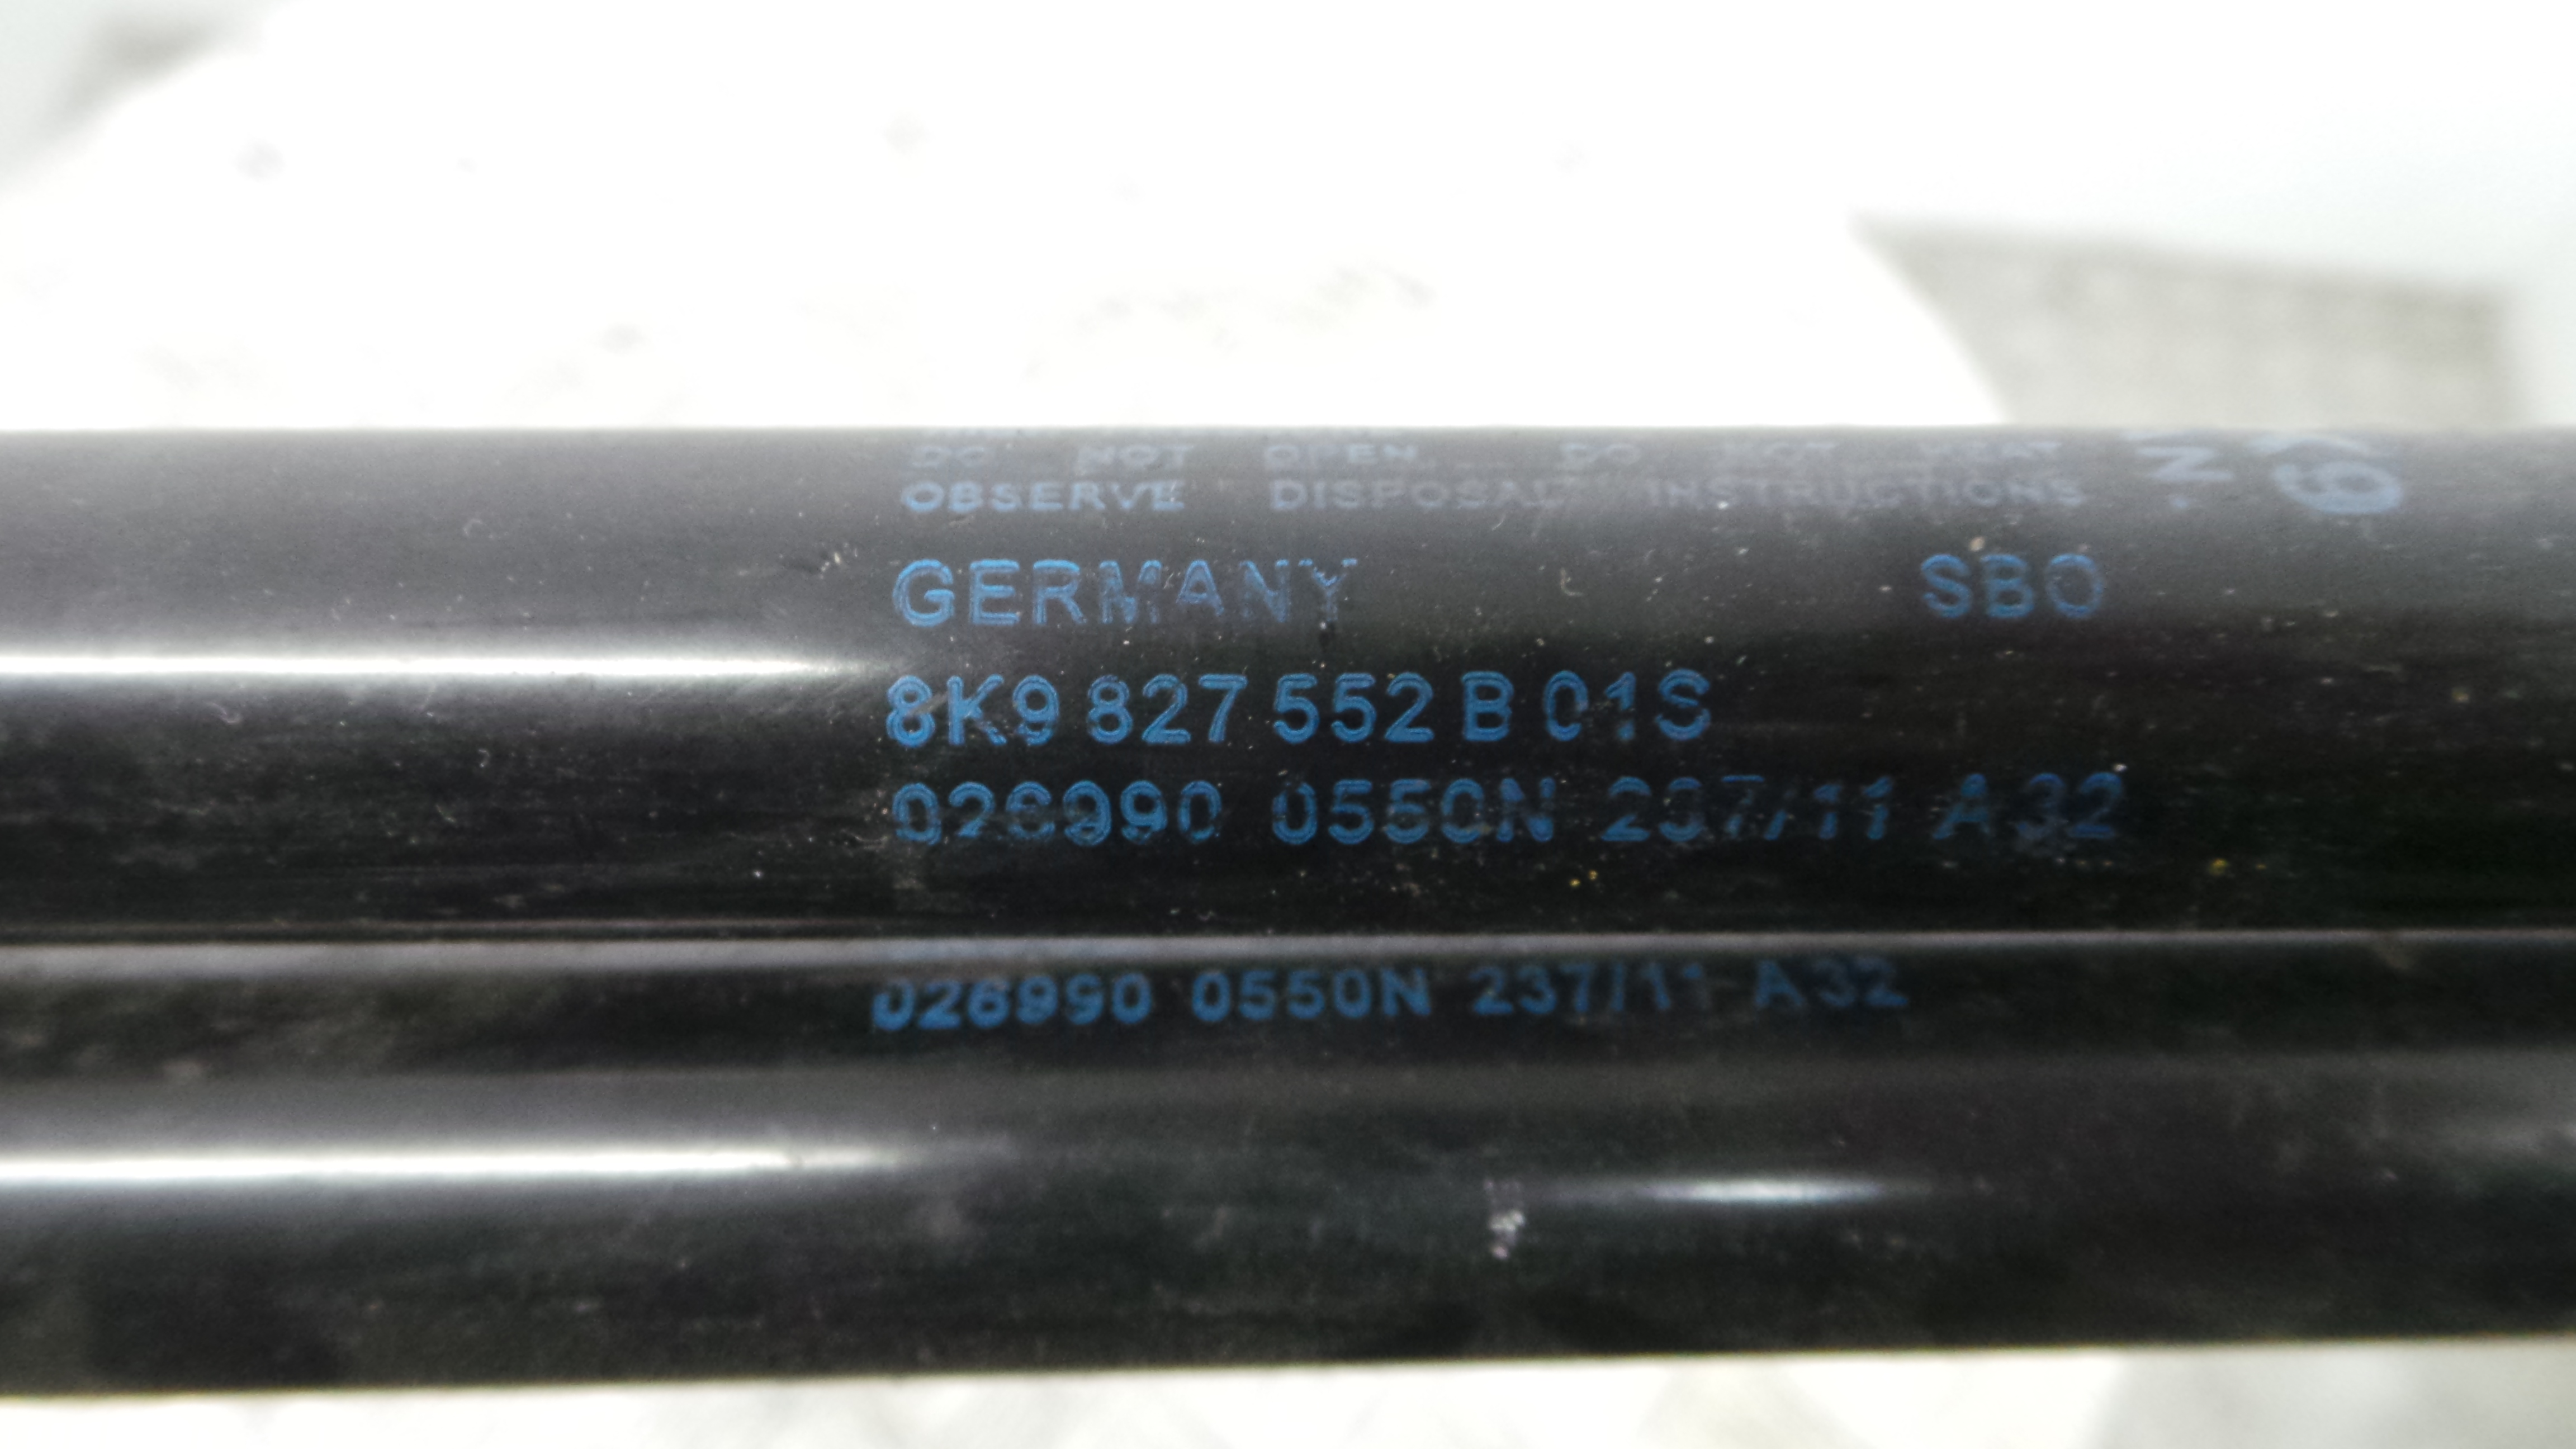 DO NOT OPEN DO NOT HEAT
OBSERVE DISPOSAL INSTRUCTIONS
GERMANY SBO
8K9 827 552 B 01S
026990 0550N 237/11 A32
026990 0550N 237/11 A32